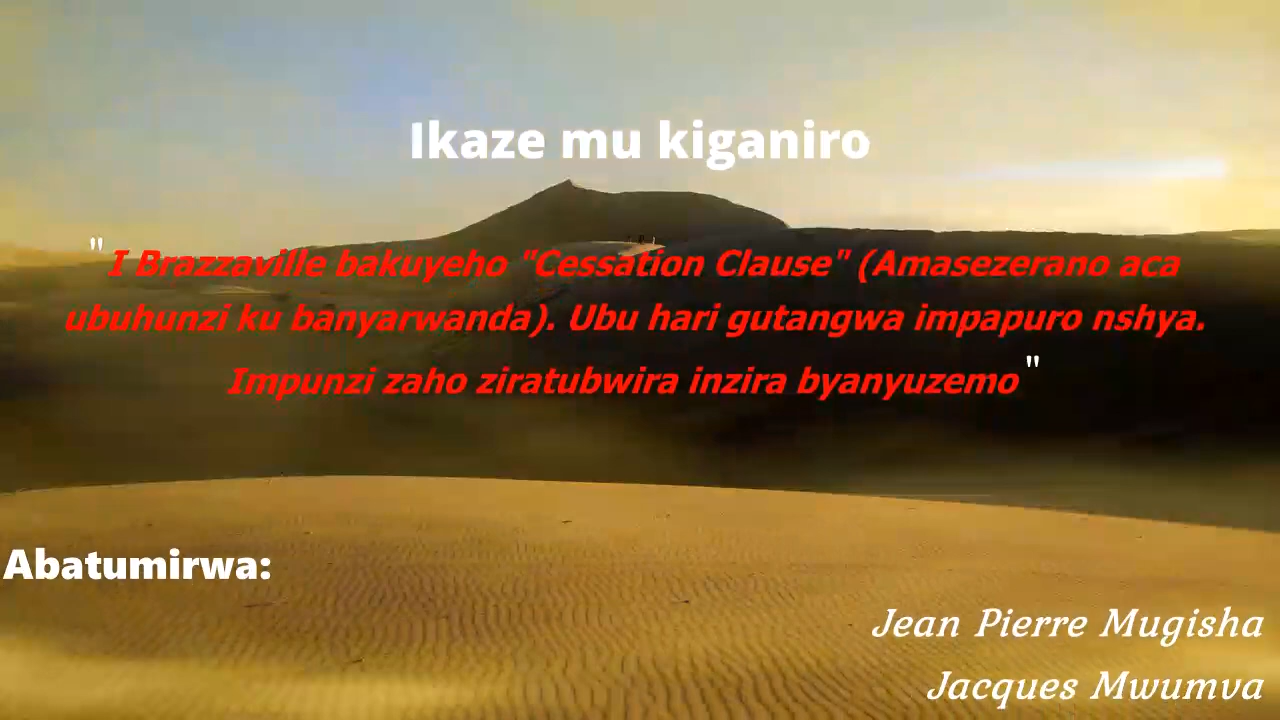 Ikaze mu kiganiro
"I Brazzaville bakuyeho "Cessation Clause" (Amasezerano aca
ubuhunzi ku banyarwanda). Ubu hari gutangwa impapuro nshya.
Impunzi zaho ziratubwira inzira byanyuzemo"
Abatumirwa:
Jean Pierre Mugisha
Jacques Mwumva